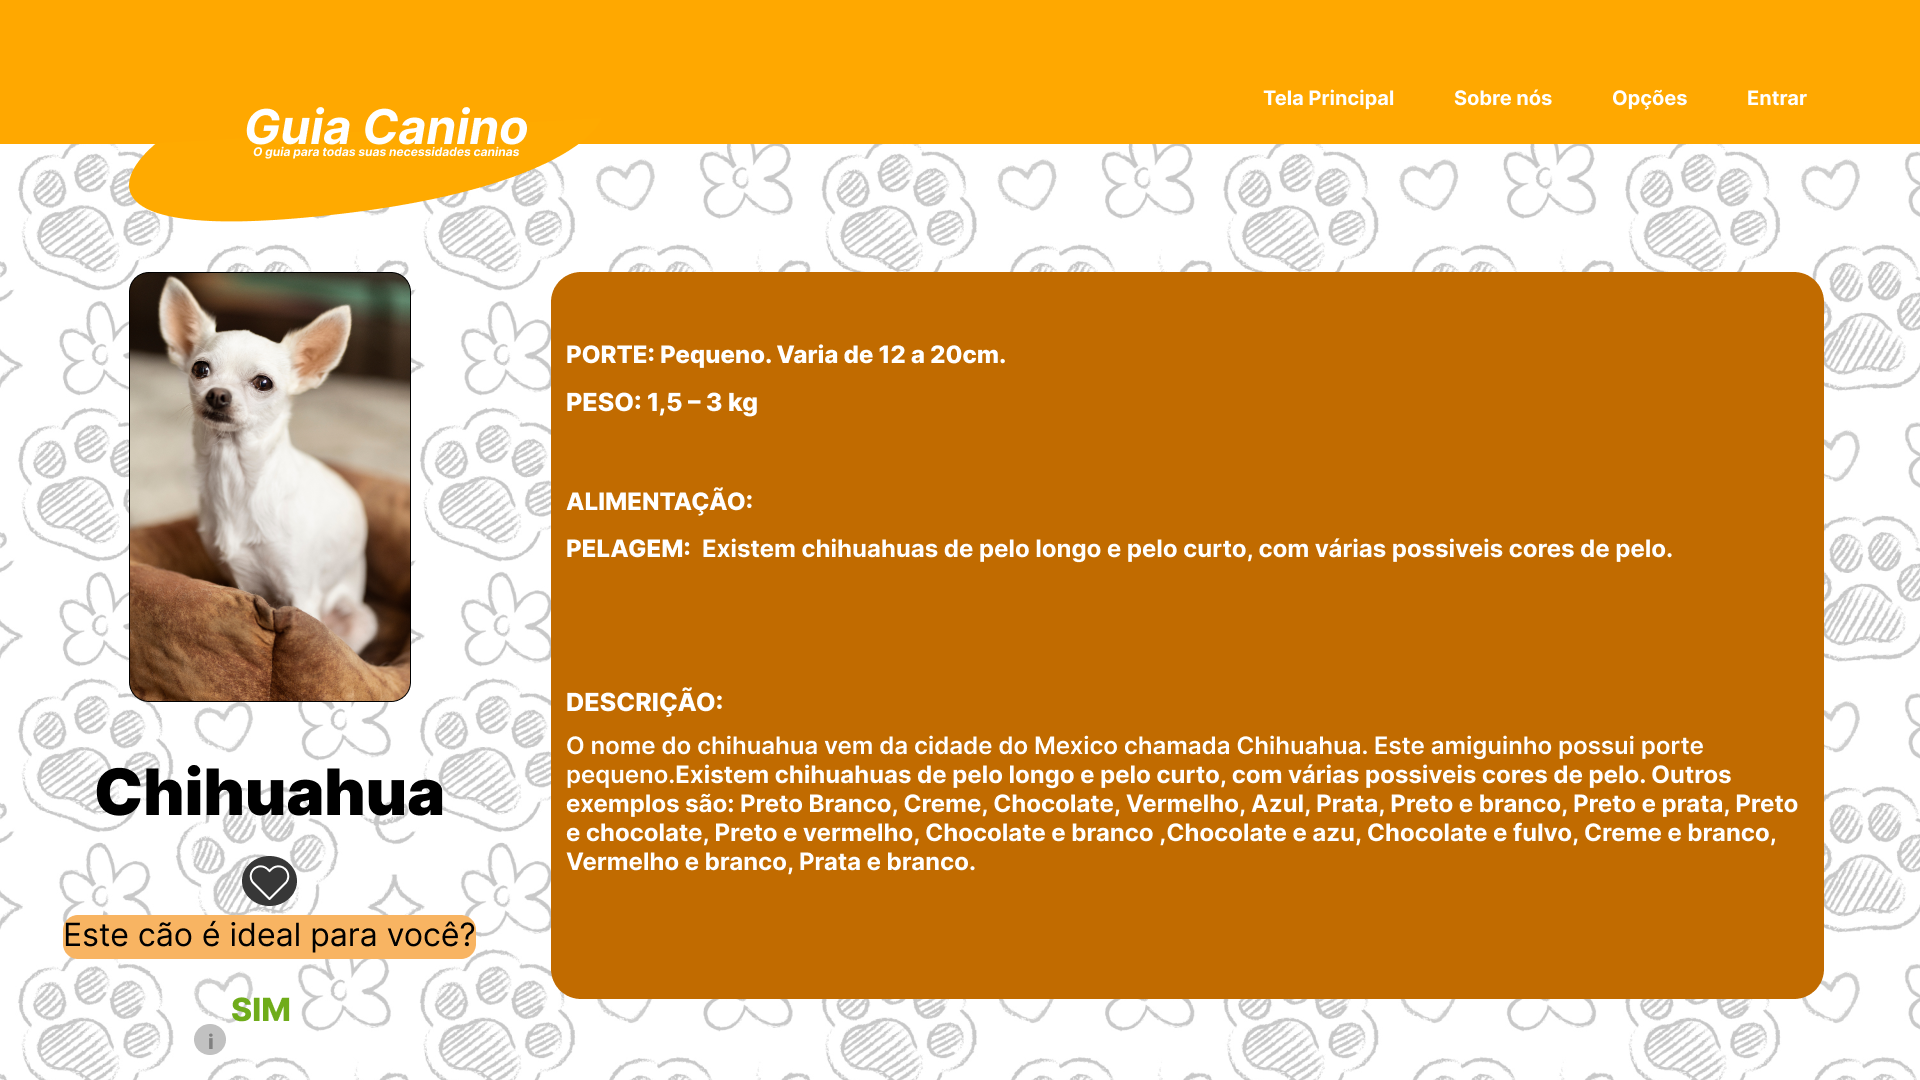 Tela Principal Sobre nós Opções Entrar
Guia Canino
O guia para todas suas necessidades caninas
PORTE: Pequeno. Varia de 12 a 20cm.
PESO: 1,5 – 3 kg
ALIMENTAÇÃO:
PELAGEM: Existem chihuahuas de pelo longo e pelo curto, com várias possiveis cores de pelo.
DESCRIÇÃO:
O nome do chihuahua vem da cidade do Mexico chamada Chihuahua. Este amiguinho possui porte
pequeno.Existem chihuahuas de pelo longo e pelo curto, com várias possiveis cores de pelo. Outros
exemplos são: Preto Branco, Creme, Chocolate, Vermelho, Azul, Prata, Preto e branco, Preto e prata, Preto
e chocolate, Preto e vermelho, Chocolate e branco ,Chocolate e azu, Chocolate e fulvo, Creme e branco,
Vermelho e branco, Prata e branco.
Chihuahua
Este cão é ideal para você?
SIM
i